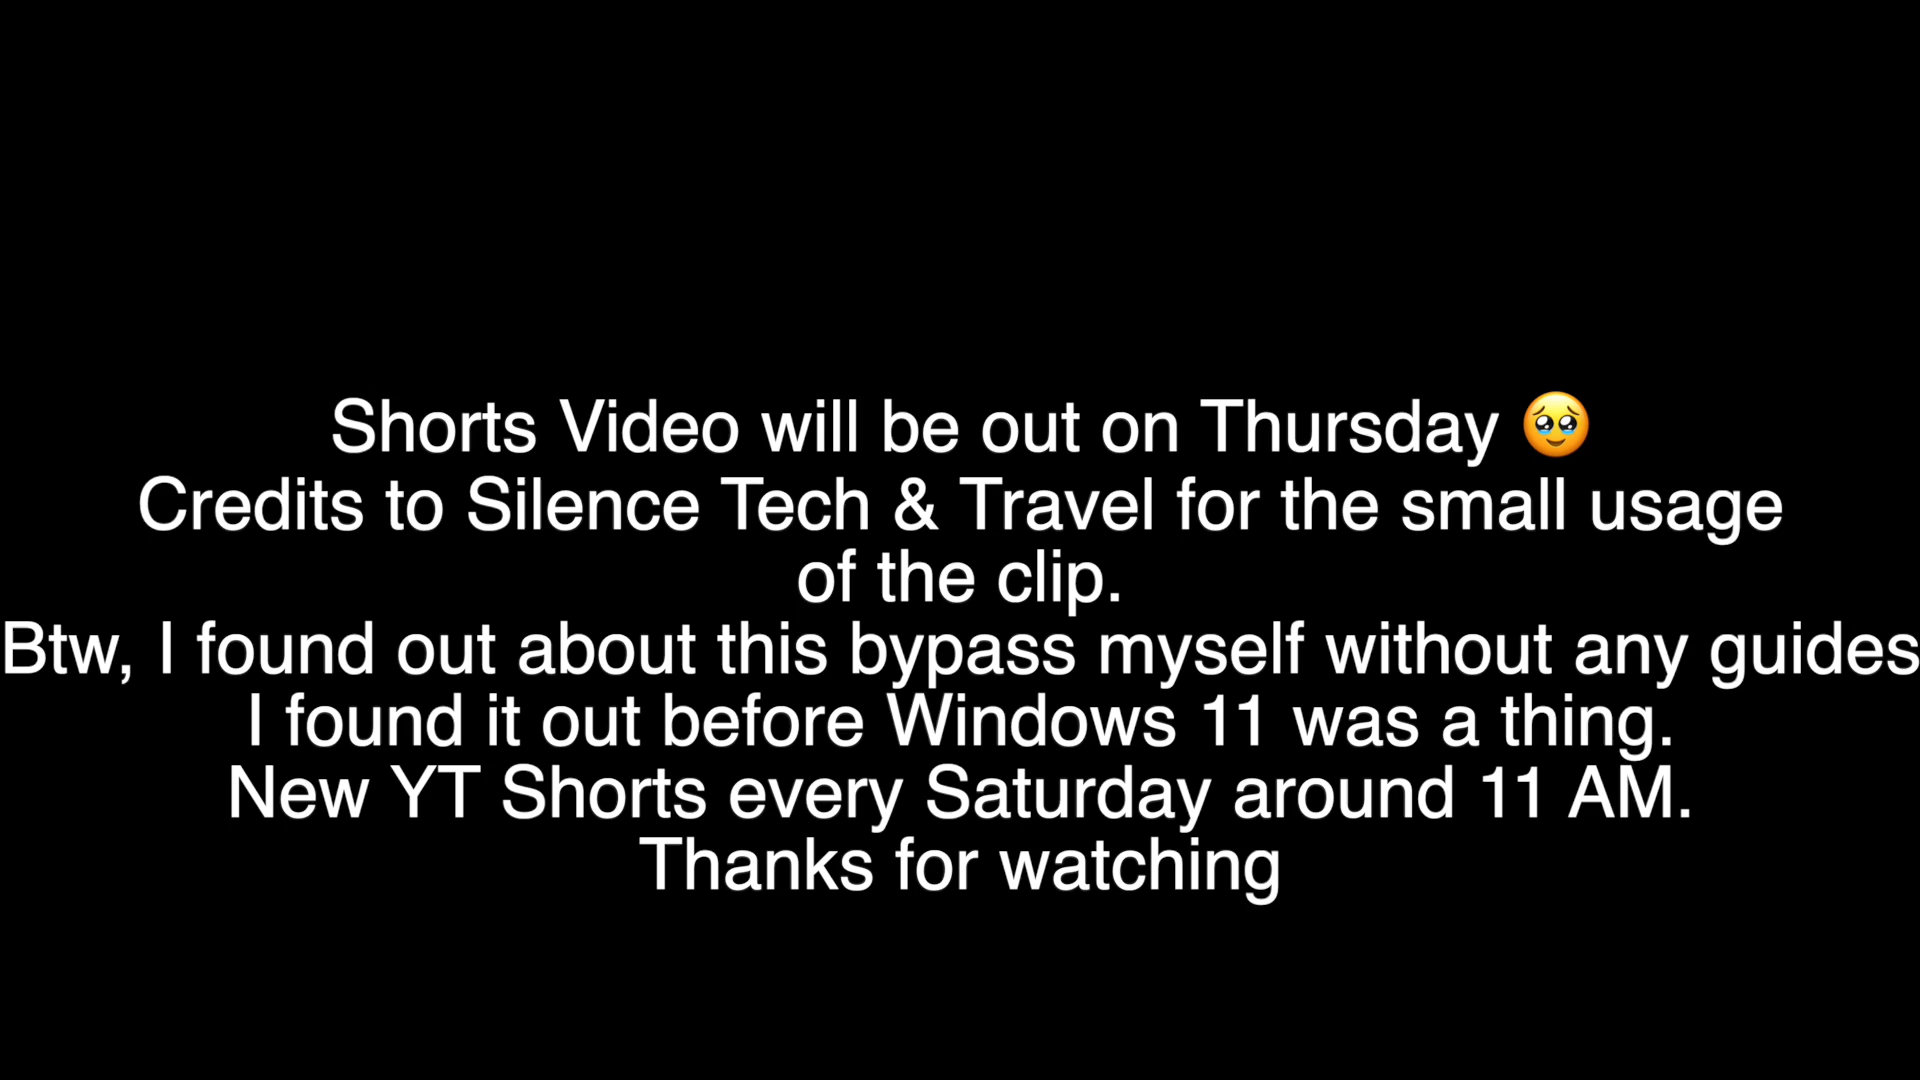 Shorts Video will be out on Thursday 🥹
Credits to Silence Tech & Travel for the small usage
of the clip.
Btw, I found out about this bypass myself without any guides
I found it out before Windows 11 was a thing.
New YT Shorts every Saturday around 11 AM.
Thanks for watching